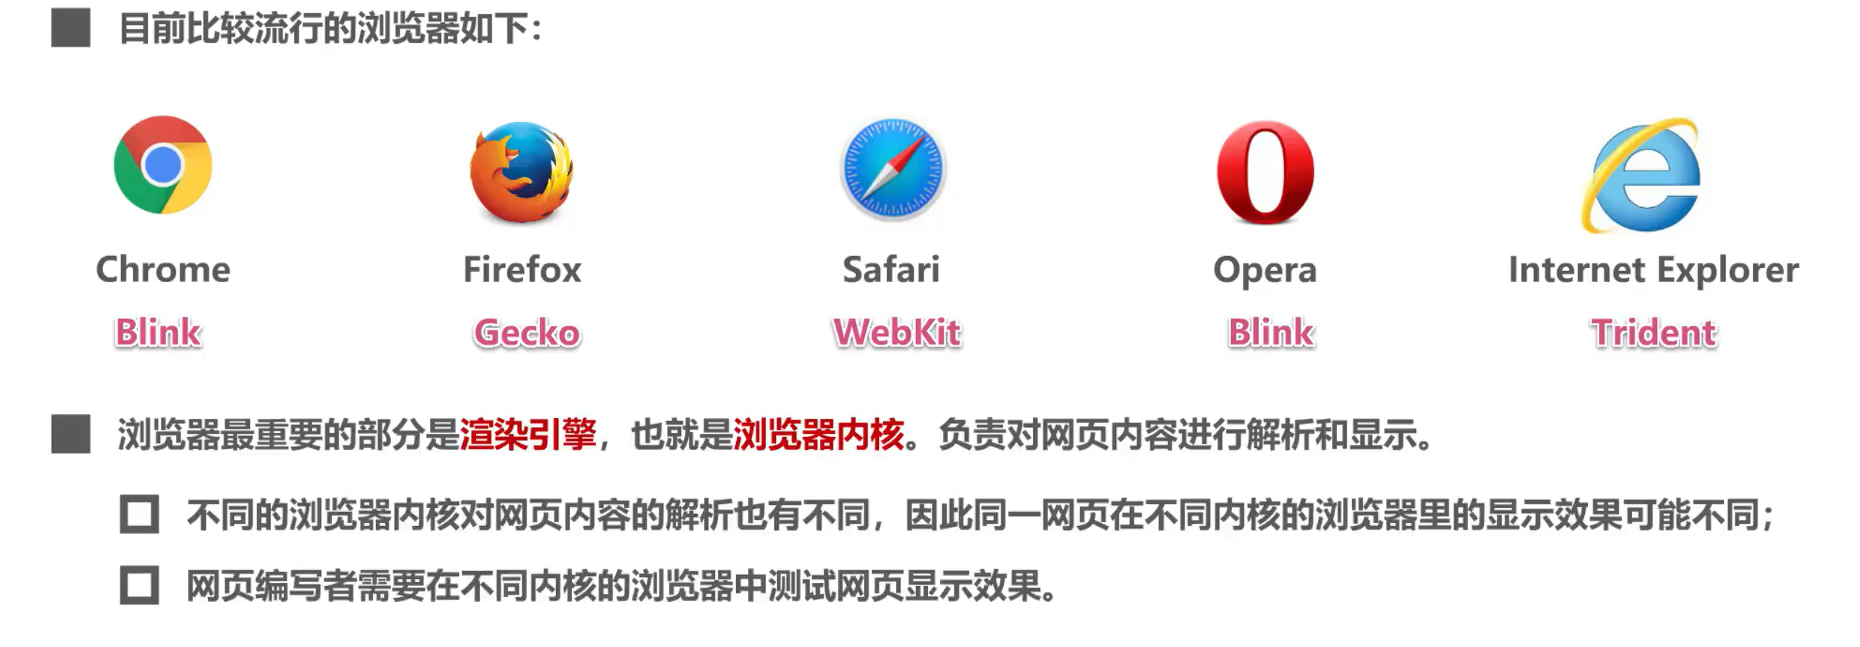 目前比较流行的浏览器如下：
Chrome Firefox Safari Opera Internet Explorer
Blink Gecko WebKit Blink Trident
浏览器最重要的部分是渲染引擎，也就是浏览器内核。负责对网页内容进行解析和显示。
不同的浏览器内核对网页内容的解析也有不同，因此同一网页在不同内核的浏览器里的显示效果可能不同；
网页编写者需要在不同内核的浏览器中测试网页显示效果。